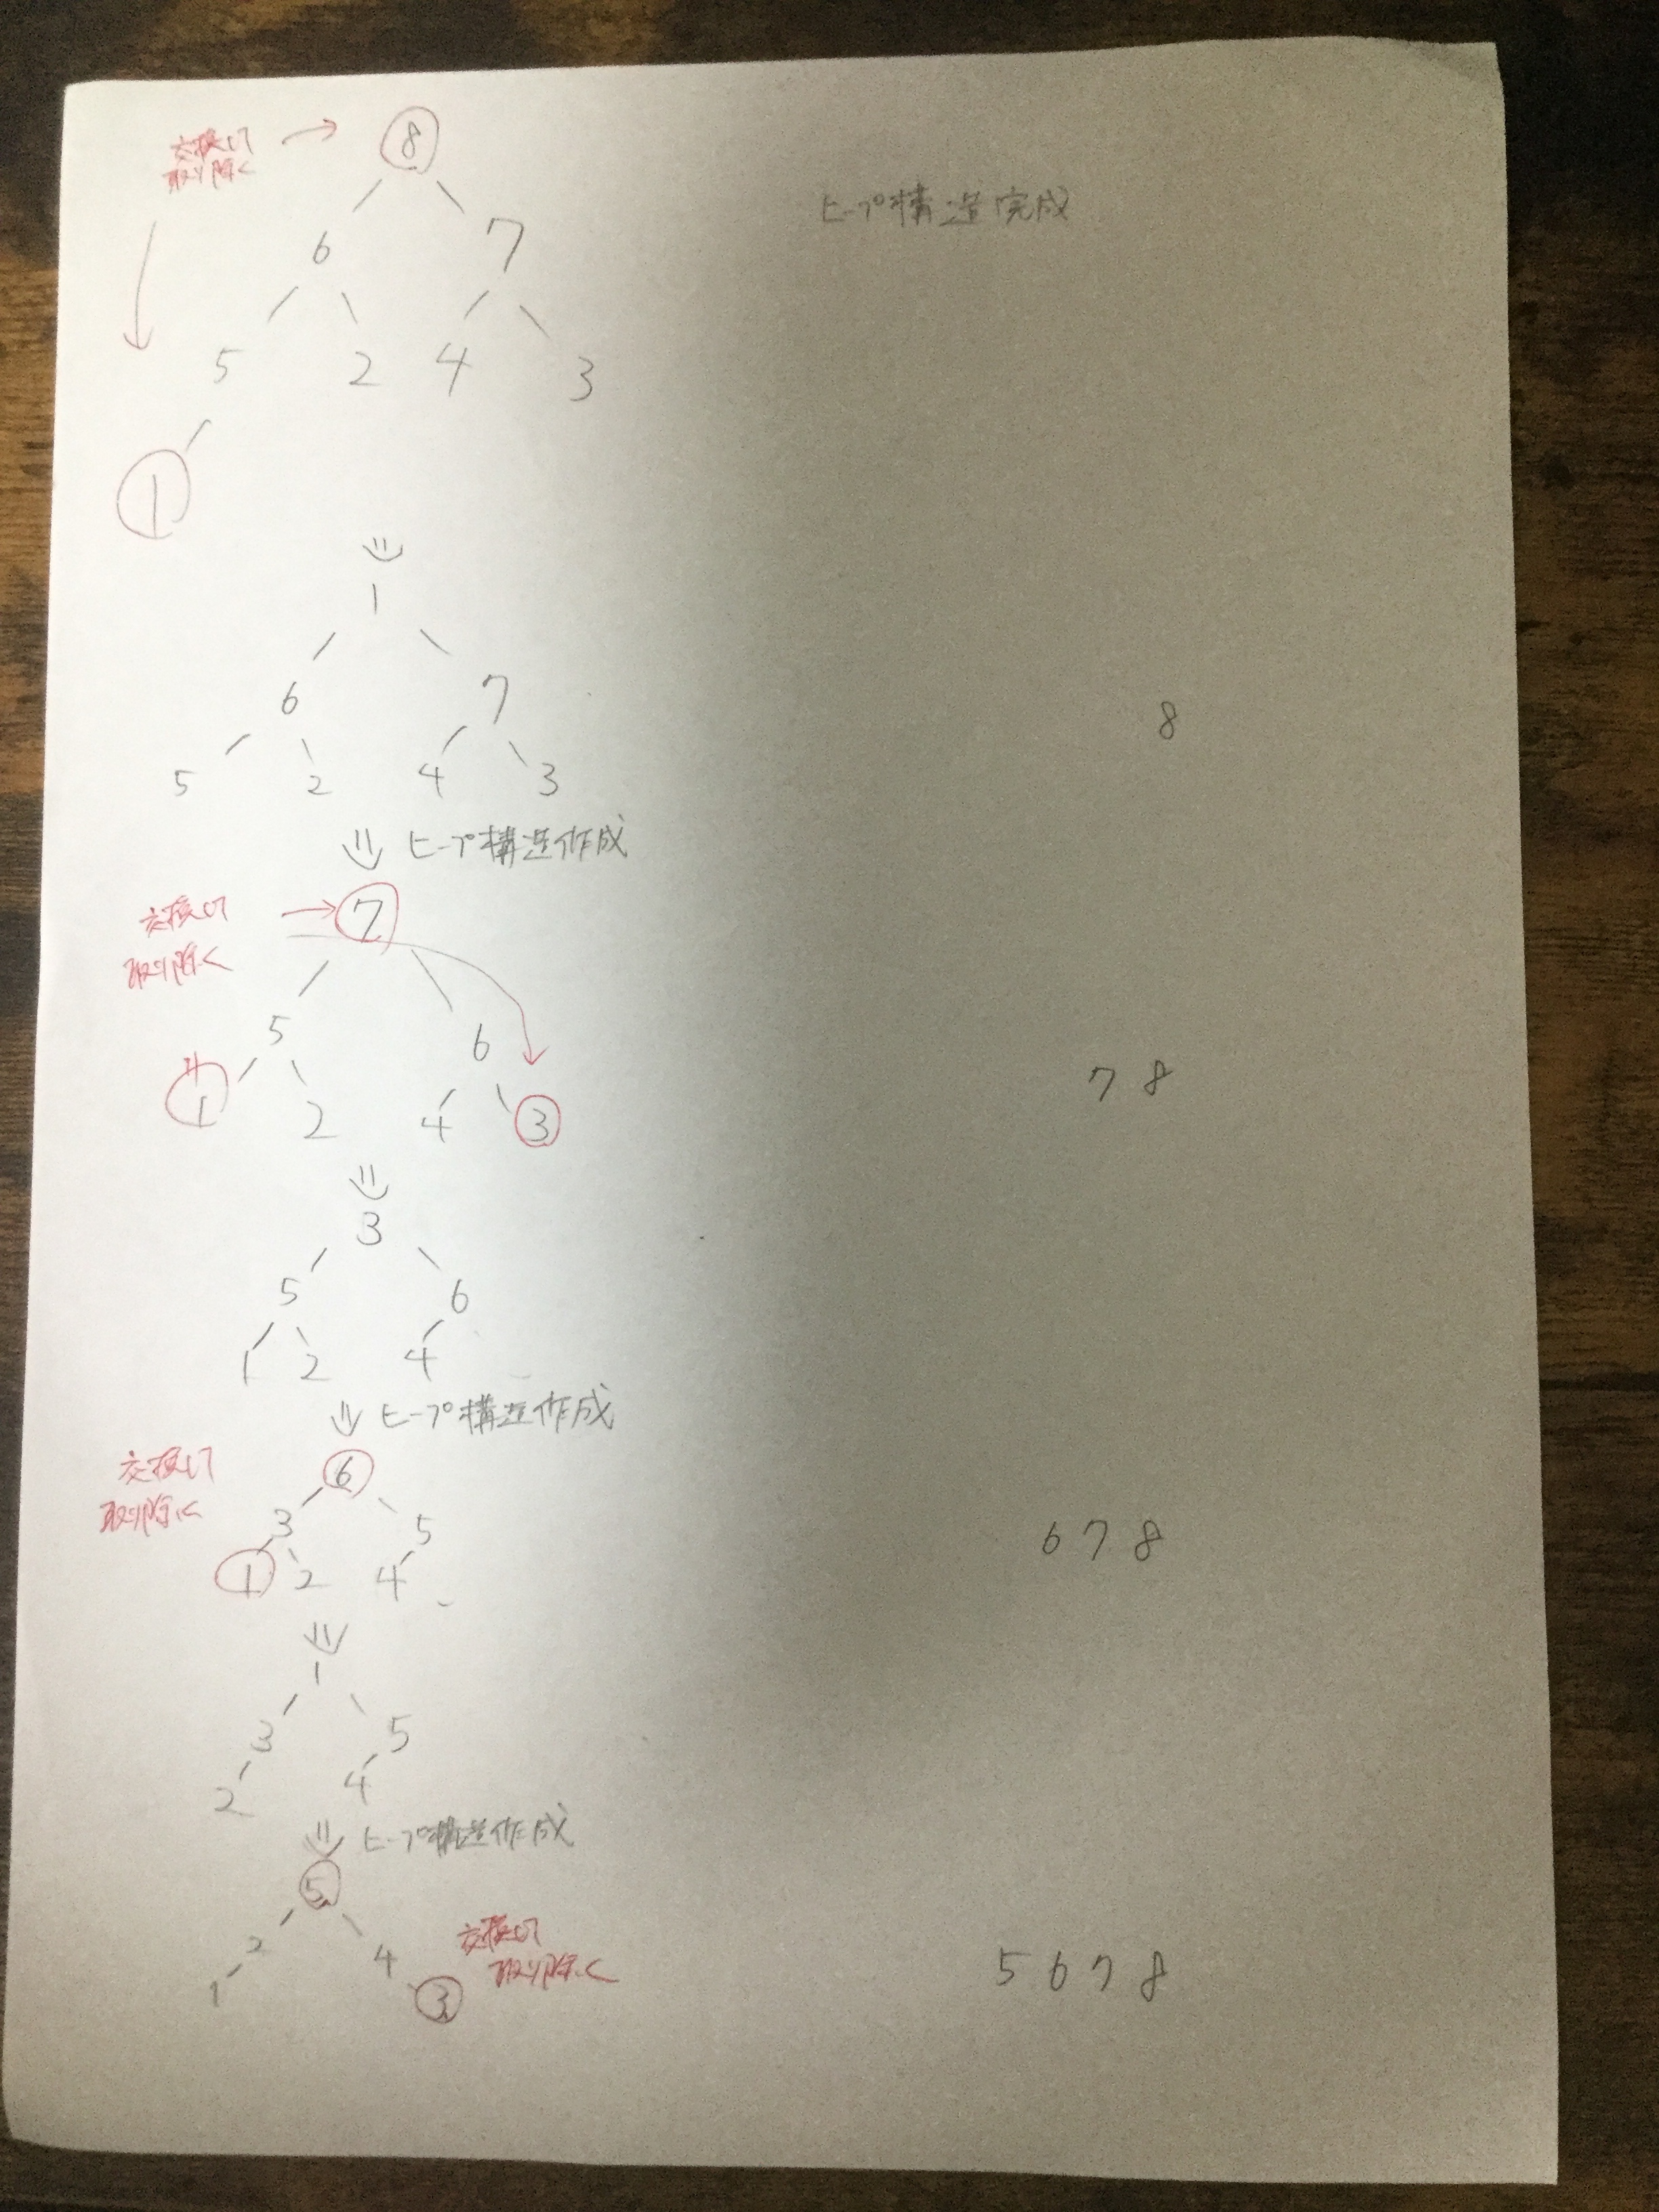 交換して 8
取り除く
ヒープ構造完成
6 7
5 2 4 3
1
1
6 7
8
5 2 4 3
ヒープ構造作成
交換して 7
取り除く
5 6
7 8
1 2 4 3
3
5 6
1 2 4
ヒープ構造作成
交換して 6
取り除く
3 5
6 7 8
1 2 4
1
3 5
2 4
ヒープ構造作成
5
交換して
2 4
取り除く
5 6 7 8
1 3